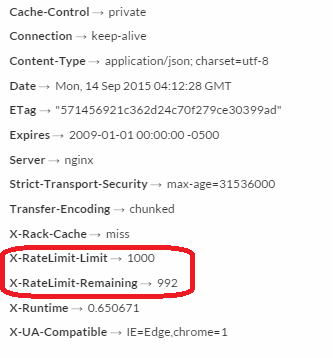 Cache-Control → private
Connection → keep-alive
Content-Type → application/json; charset=utf-8
Date → Mon, 14 Sep 2015 04:12:28 GMT
ETag → "571456921c362d24c70f279ce30399ad"
Expires → 2009-01-01 00:00:00 -0500
Server → nginx
Strict-Transport-Security → max-age=31536000
Transfer-Encoding → chunked
X-Rack-Cache → miss
X-RateLimit-Limit → 1000
X-RateLimit-Remaining → 992
X-Runtime → 0.650671
X-UA-Compatible → IE=Edge,chrome=1